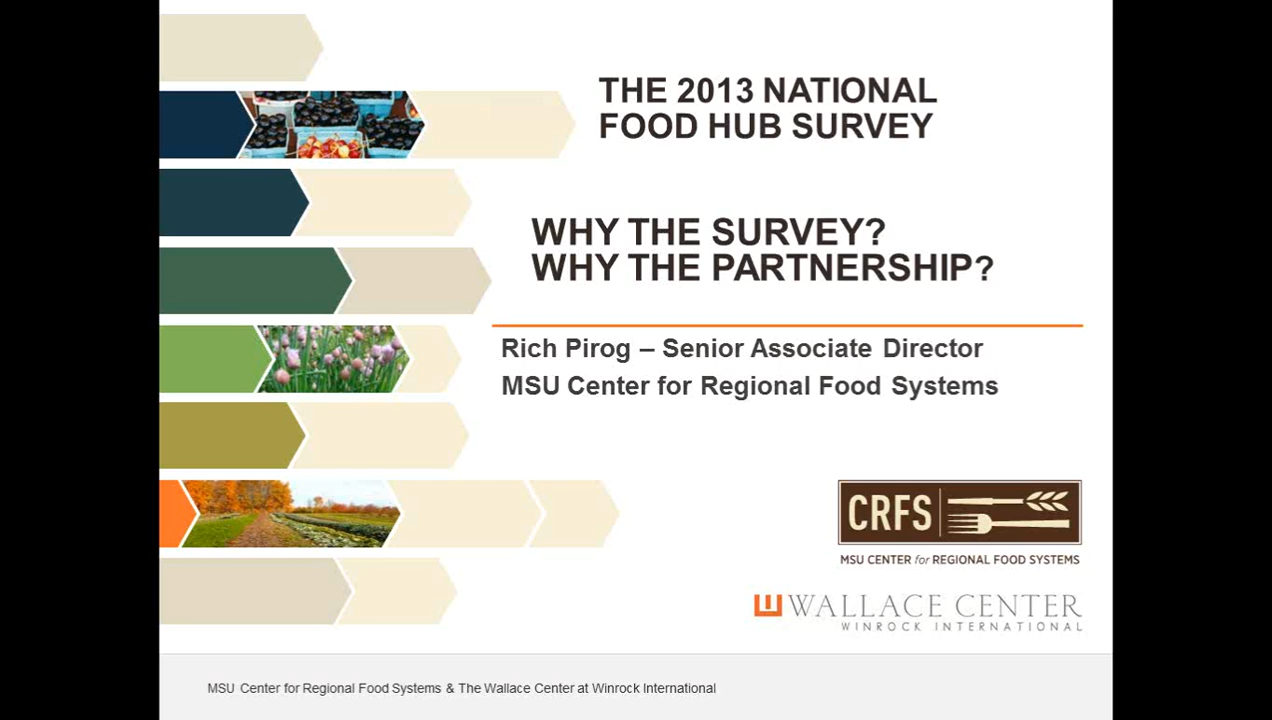 THE 2013 NATIONAL
FOOD HUB SURVEY
WHY THE SURVEY?
WHY THE PARTNERSHIP?
Rich Pirog – Senior Associate Director
MSU Center for Regional Food Systems
CRFS
MSU CENTER for REGIONAL FOOD SYSTEMS
WALLACE CENTER
WINROCK INTERNATIONAL
MSU Center for Regional Food Systems & The Wallace Center at Winrock International